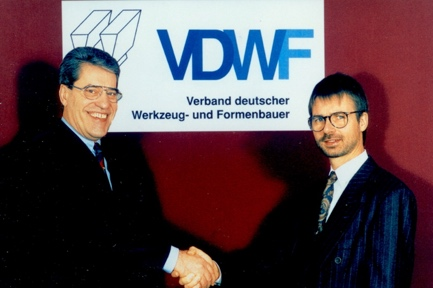 VDWF
Verband deutscher
Werkzeug- und Formenbauer